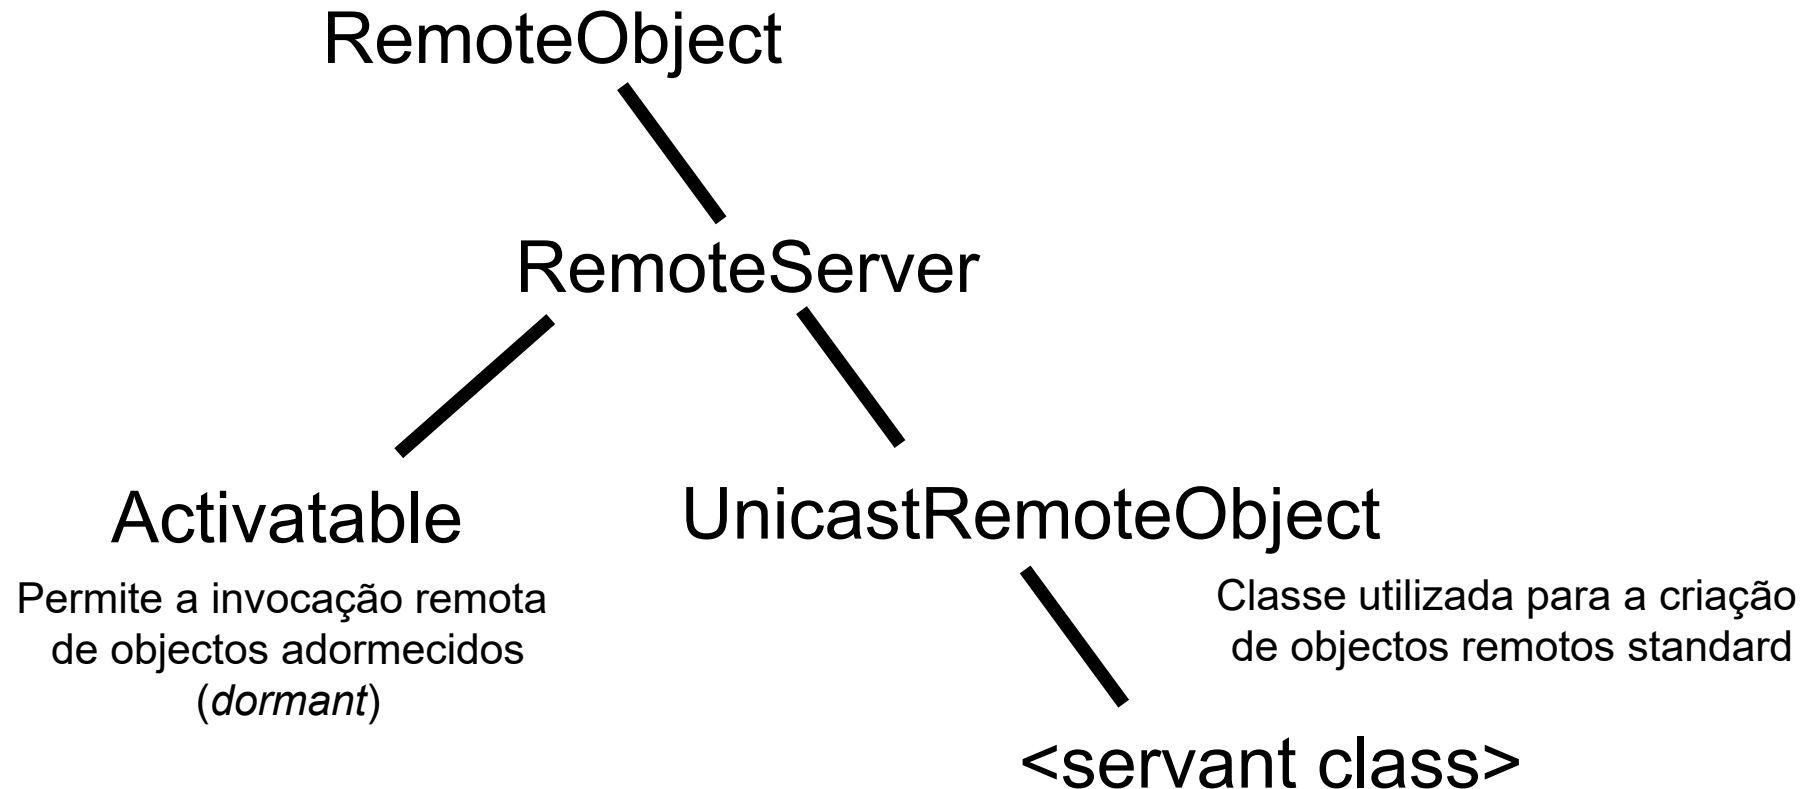 RemoteObject
RemoteServer
Activatable
Permite a invocação remota
de objectos adormecidos
(dormant)
UnicastRemoteObject
Classe utilizada para a criação
de objectos remotos standard
<servant class>